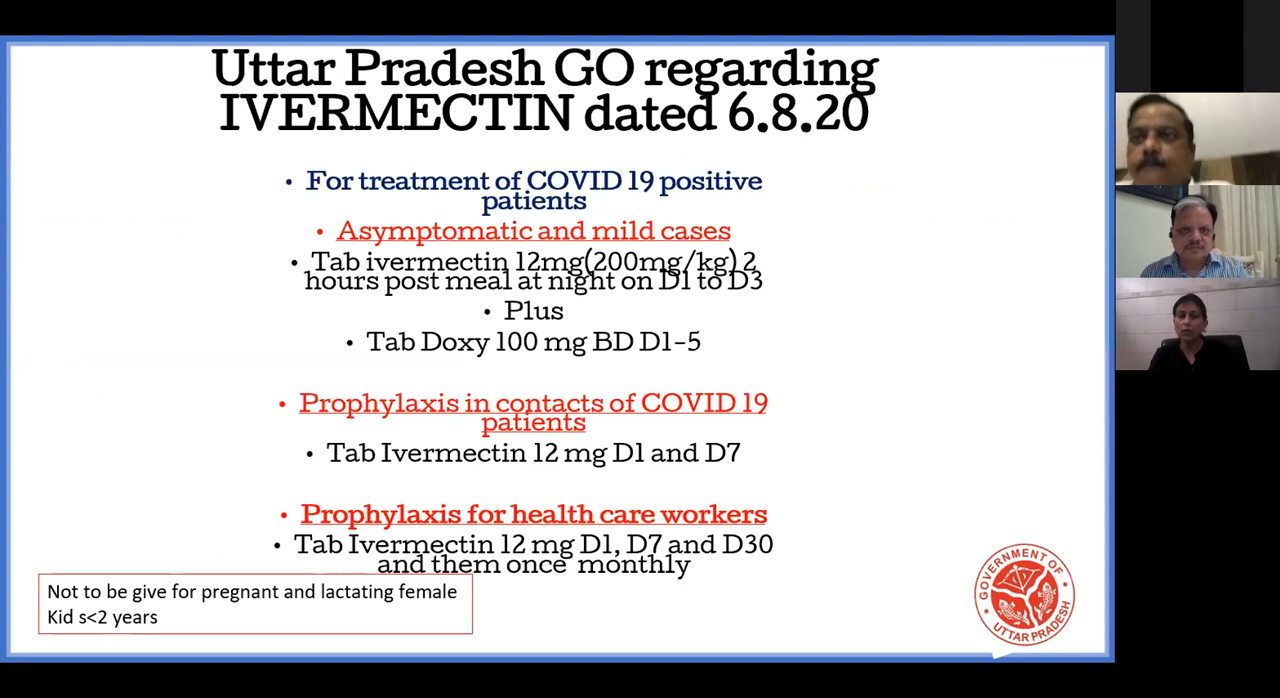 Uttar Pradesh GO regarding
IVERMECTIN dated 6.8.20
• For treatment of COVID 19 positive
patients
• Asymptomatic and mild cases
• Tab ivermectin 12mg(200mg/kg) 2
hours post meal at night on D1 to D3
• Plus
• Tab Doxy 100 mg BD D1-5
• Prophylaxis in contacts of COVID 19
patients
• Tab Ivermectin 12 mg D1 and D7
• Prophylaxis for health care workers
• Tab Ivermectin 12 mg D1, D7 and D30
and them once monthly
Not to be give for pregnant and lactating female
Kid s<2 years
GOVERNMENT OF
UTTAR PRADESH